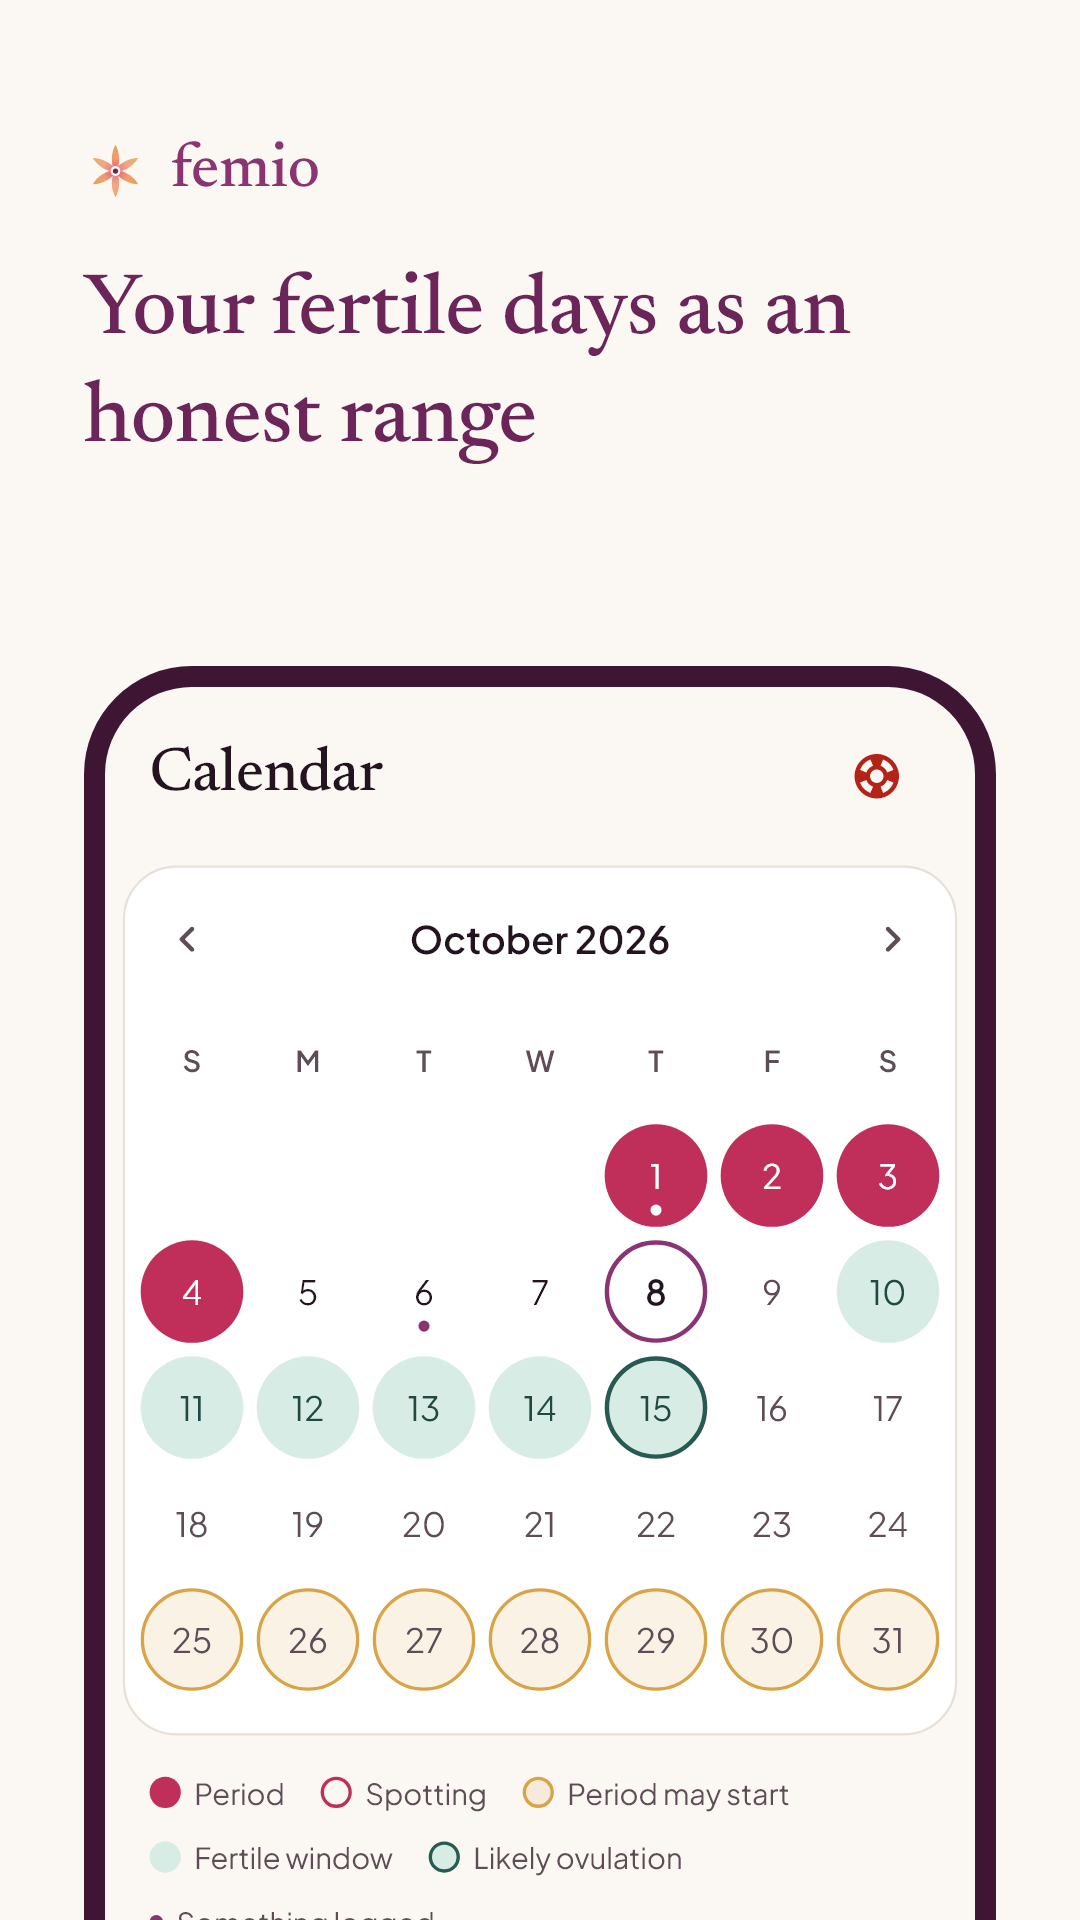 femio
Your fertile days as an
honest range
Calendar
October 2026
S M T W T F S
1 2 3
4 5 6 7 8 9 10
11 12 13 14 15 16 17
18 19 20 21 22 23 24
25 26 27 28 29 30 31
Period Spotting Period may start
Fertile window Likely ovulation
Something logged